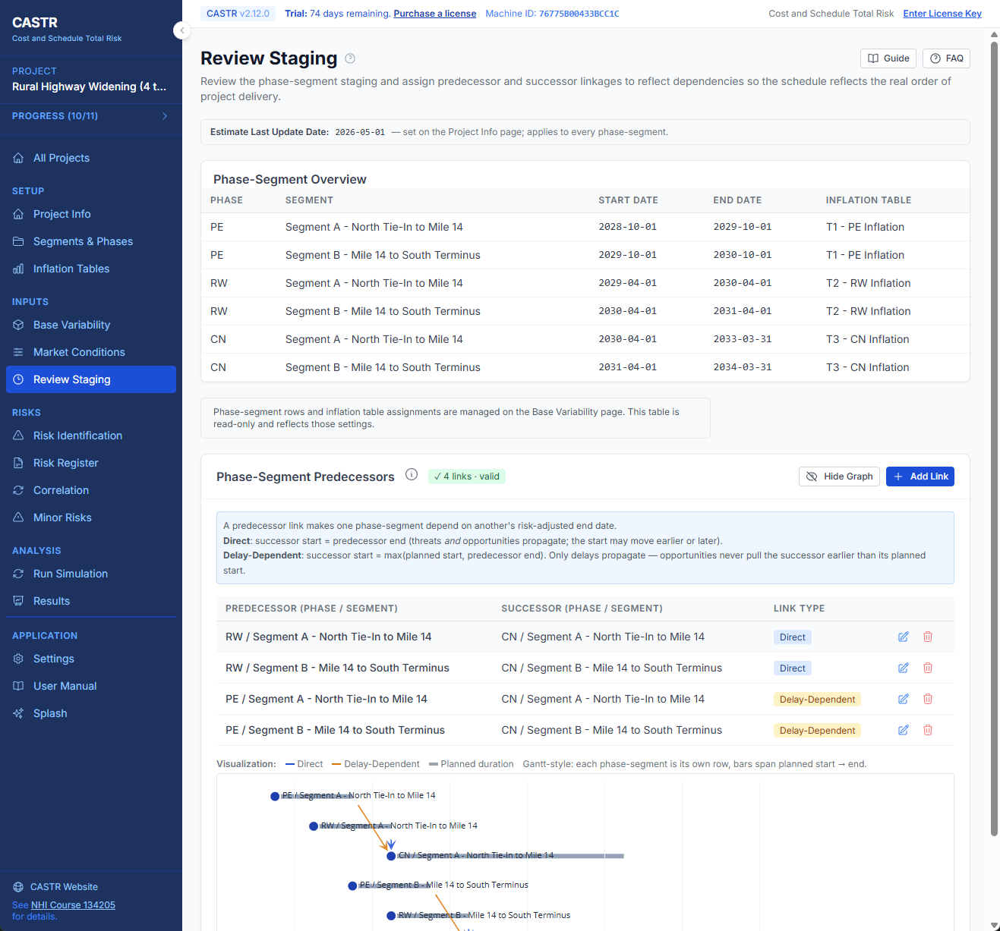 CASTR
Cost and Schedule Total Risk
PROJECT
Rural Highway Widening (4 t...
PROGRESS (10/11)
All Projects
SETUP
Project Info
Segments & Phases
Inflation Tables
INPUTS
Base Variability
Market Conditions
Review Staging
RISKS
Risk Identification
Risk Register
Correlation
Minor Risks
ANALYSIS
Run Simulation
Results
APPLICATION
Settings
User Manual
Splash
CASTR Website
See NHI Course 134205
for details.
CASTR v2.12.0 Trial: 74 days remaining. Purchase a license Machine ID: 76775B00433BCC1C Cost and Schedule Total Risk Enter License Key
Review Staging
Guide FAQ
Review the phase-segment staging and assign predecessor and successor linkages to reflect dependencies so the schedule reflects the real order of
project delivery.
Estimate Last Update Date: 2026-05-01 — set on the Project Info page; applies to every phase-segment.
Phase-Segment Overview
PHASE SEGMENT START DATE END DATE INFLATION TABLE
PE Segment A - North Tie-In to Mile 14 2028-10-01 2029-10-01 T1 - PE Inflation
PE Segment B - Mile 14 to South Terminus 2029-10-01 2030-10-01 T1 - PE Inflation
RW Segment A - North Tie-In to Mile 14 2029-04-01 2030-04-01 T2 - RW Inflation
RW Segment B - Mile 14 to South Terminus 2030-04-01 2031-04-01 T2 - RW Inflation
CN Segment A - North Tie-In to Mile 14 2030-04-01 2033-03-31 T3 - CN Inflation
CN Segment B - Mile 14 to South Terminus 2031-04-01 2034-03-31 T3 - CN Inflation
Phase-segment rows and inflation table assignments are managed on the Base Variability page. This table is
read-only and reflects those settings.
Phase-Segment Predecessors ✓ 4 links · valid Hide Graph + Add Link
A predecessor link makes one phase-segment depend on another's risk-adjusted end date.
Direct: successor start = predecessor end (threats and opportunities propagate; the start may move earlier or later).
Delay-Dependent: successor start = max(planned start, predecessor end). Only delays propagate — opportunities never pull the successor earlier than its planned
start.
PREDECESSOR (PHASE / SEGMENT) SUCCESSOR (PHASE / SEGMENT) LINK TYPE
RW / Segment A - North Tie-In to Mile 14 CN / Segment A - North Tie-In to Mile 14 Direct
RW / Segment B - Mile 14 to South Terminus CN / Segment B - Mile 14 to South Terminus Direct
PE / Segment A - North Tie-In to Mile 14 CN / Segment A - North Tie-In to Mile 14 Delay-Dependent
PE / Segment B - Mile 14 to South Terminus CN / Segment B - Mile 14 to South Terminus Delay-Dependent
Visualization: Direct Delay-Dependent Planned duration Gantt-style: each phase-segment is its own row, bars span planned start → end.
PE / Segment A - North Tie-In to Mile 14
RW / Segment A - North Tie-In to Mile 14
CN / Segment A - North Tie-In to Mile 14
PE / Segment B - Mile 14 to South Terminus
RW / Segment B - Mile 14 to South Terminus